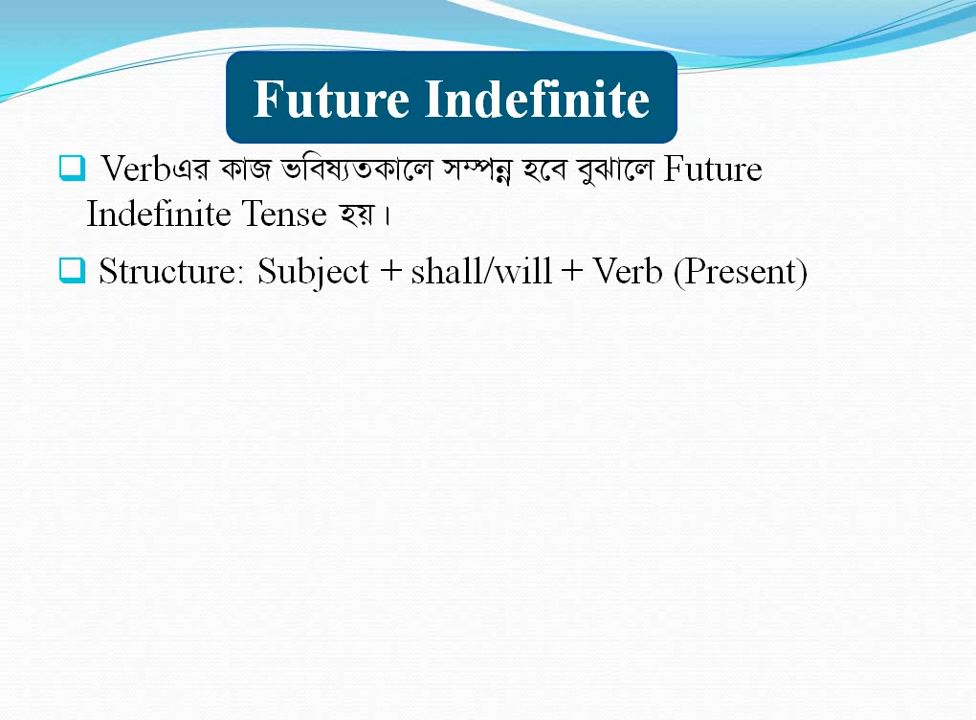 Future Indefinite
Verbএর কাজ ভবিষ্যতকালে সম্পন্ন হবে বুঝালে Future
Indefinite Tense হয়।
Structure: Subject + shall/will + Verb (Present)